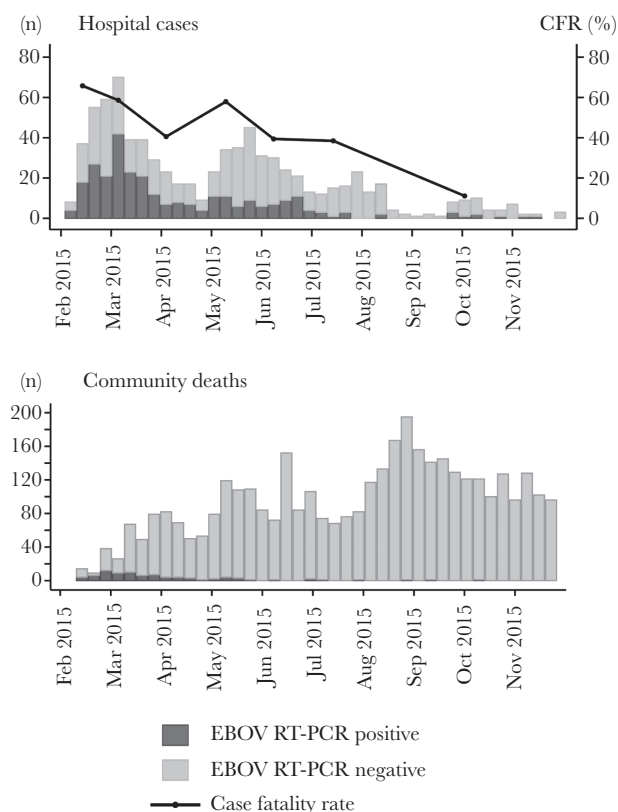 (n) Hospital cases CFR (%)
80 80
60 60
40 40
20 20
0 0
Feb 2015
Mar 2015
Apr 2015
May 2015
Jun 2015
Jul 2015
Aug 2015
Sep 2015
Oct 2015
Nov 2015
(n) Community deaths
200
160
120
80
40
0
Feb 2015
Mar 2015
Apr 2015
May 2015
Jun 2015
Jul 2015
Aug 2015
Sep 2015
Oct 2015
Nov 2015
EBOV RT-PCR positive
EBOV RT-PCR negative
Case fatality rate